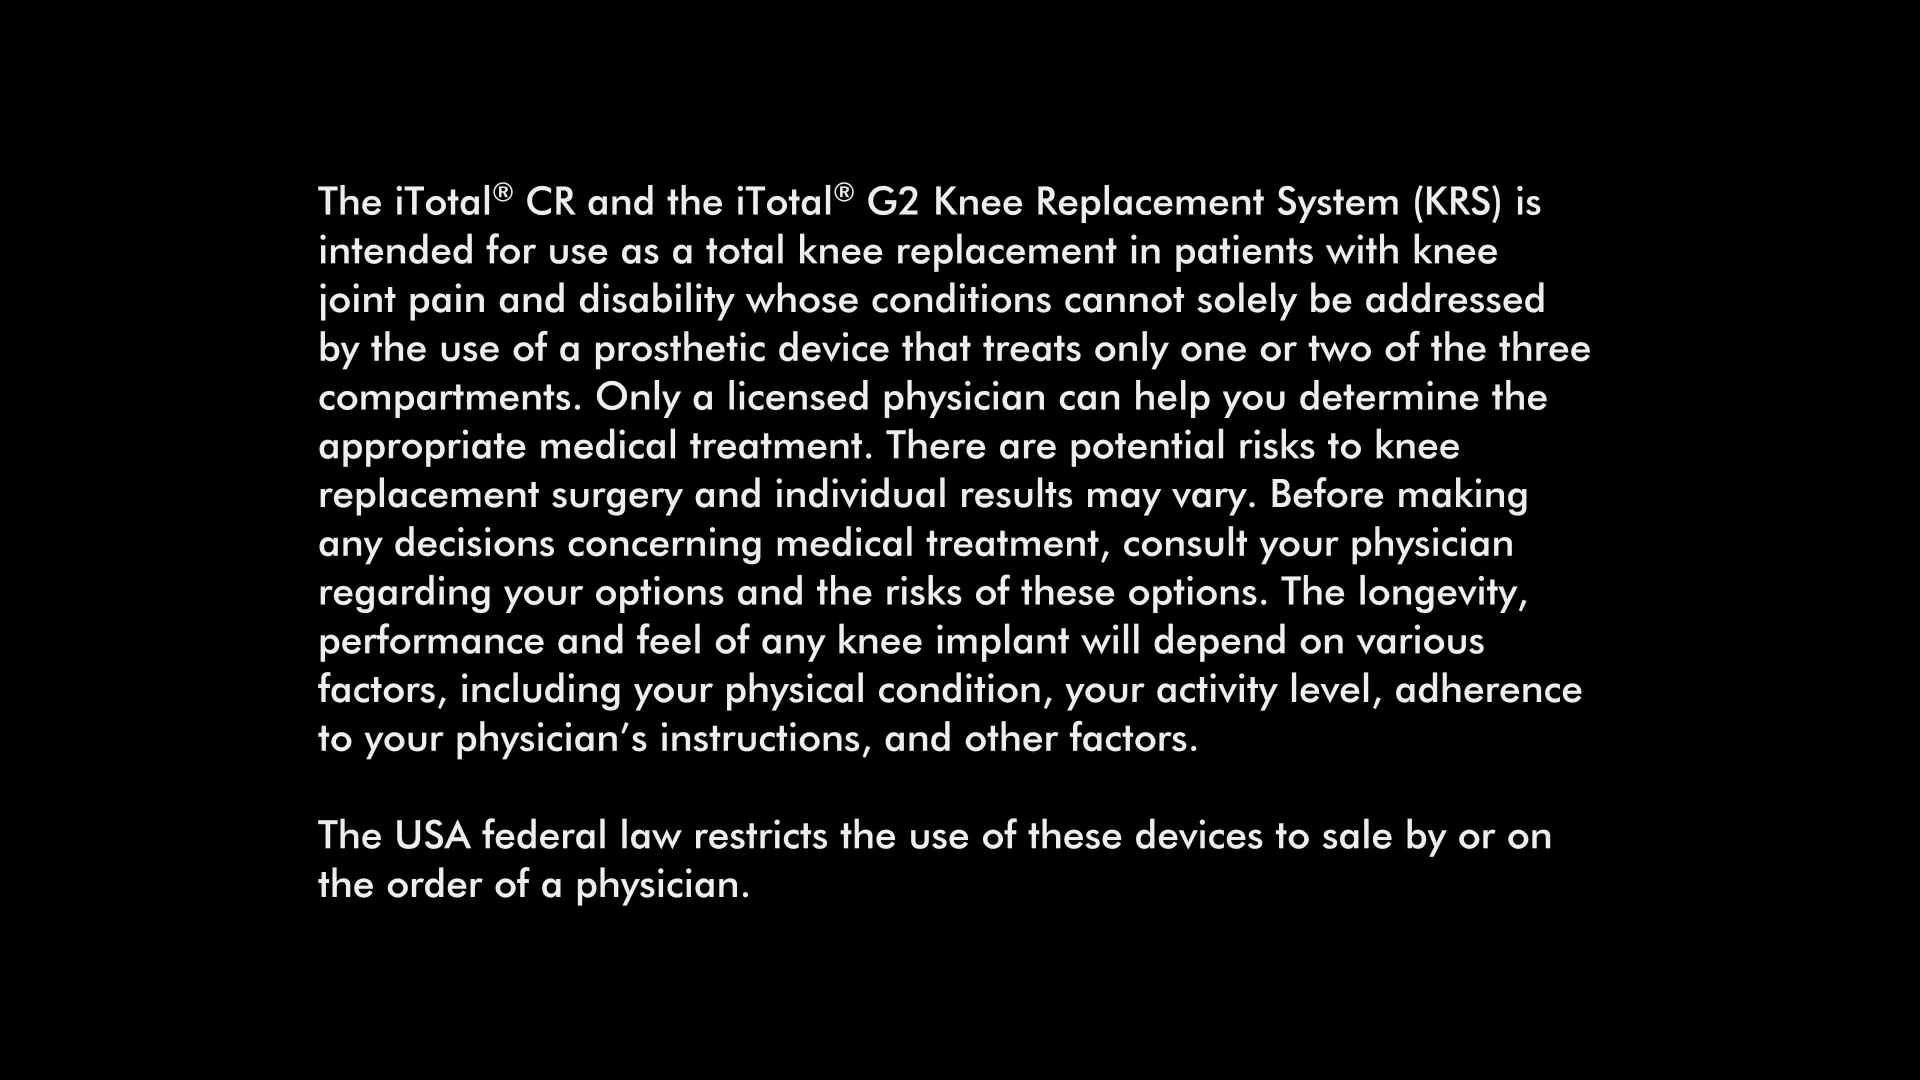 The iTotal® CR and the iTotal® G2 Knee Replacement System (KRS) is
intended for use as a total knee replacement in patients with knee
joint pain and disability whose conditions cannot solely be addressed
by the use of a prosthetic device that treats only one or two of the three
compartments. Only a licensed physician can help you determine the
appropriate medical treatment. There are potential risks to knee
replacement surgery and individual results may vary. Before making
any decisions concerning medical treatment, consult your physician
regarding your options and the risks of these options. The longevity,
performance and feel of any knee implant will depend on various
factors, including your physical condition, your activity level, adherence
to your physician’s instructions, and other factors.
The USA federal law restricts the use of these devices to sale by or on
the order of a physician.